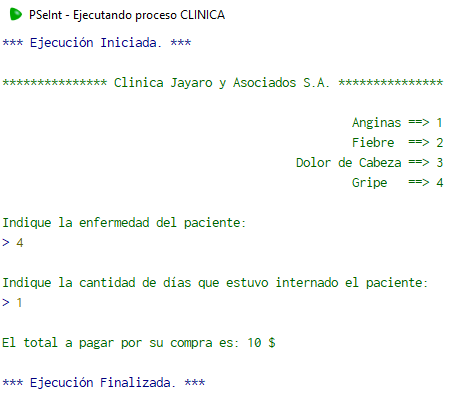 PSeInt - Ejecutando proceso CLINICA
*** Ejecución Iniciada. ***
*************** Clinica Jayaro y Asociados S.A. ***************
Anginas ==> 1
Fiebre  ==> 2
Dolor de Cabeza ==> 3
Gripe   ==> 4
Indique la enfermedad del paciente:
> 4
Indique la cantidad de días que estuvo internado el paciente:
> 1
El total a pagar por su compra es: 10 $
*** Ejecución Finalizada. ***